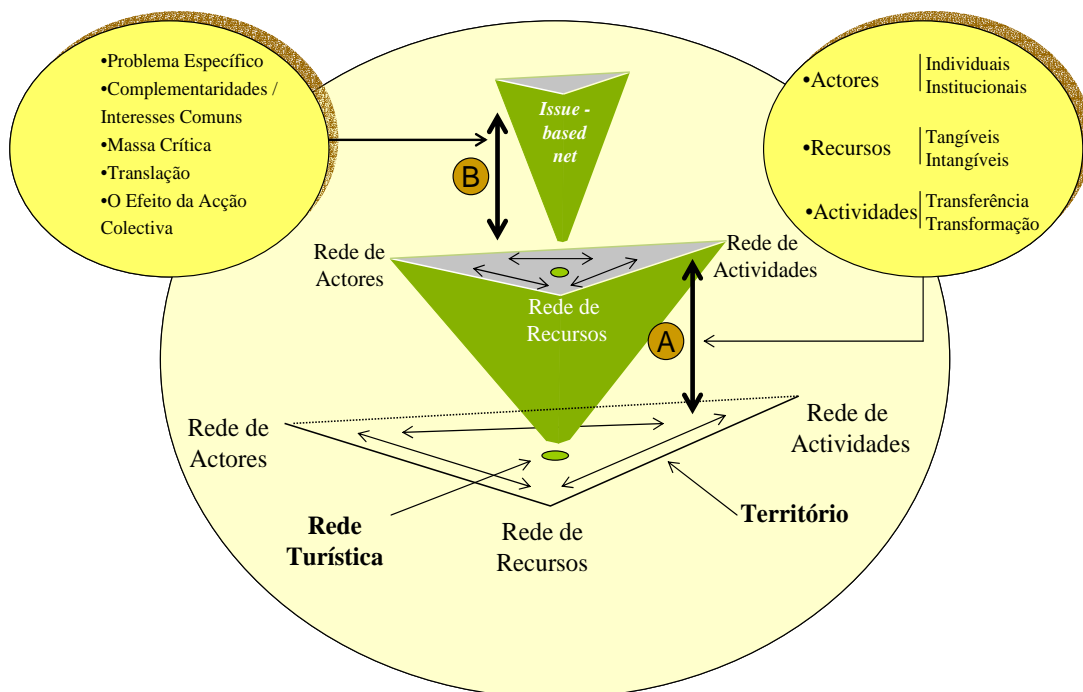 •Problema Específico
•Complementaridades /
Interesses Comuns
•Massa Crítica
•Translação
•O Efeito da Acção
Colectiva
Issue -
based
net
B
•Actores
Individuais
Institucionais
•Recursos
Tangíveis
Intangíveis
•Actividades
Transferência
Transformação
Rede de
Actores
Rede de
Actividades
Rede de
Recursos
A
Rede de
Actores
Rede de
Actividades
Rede
Turística
Rede de
Recursos
Território